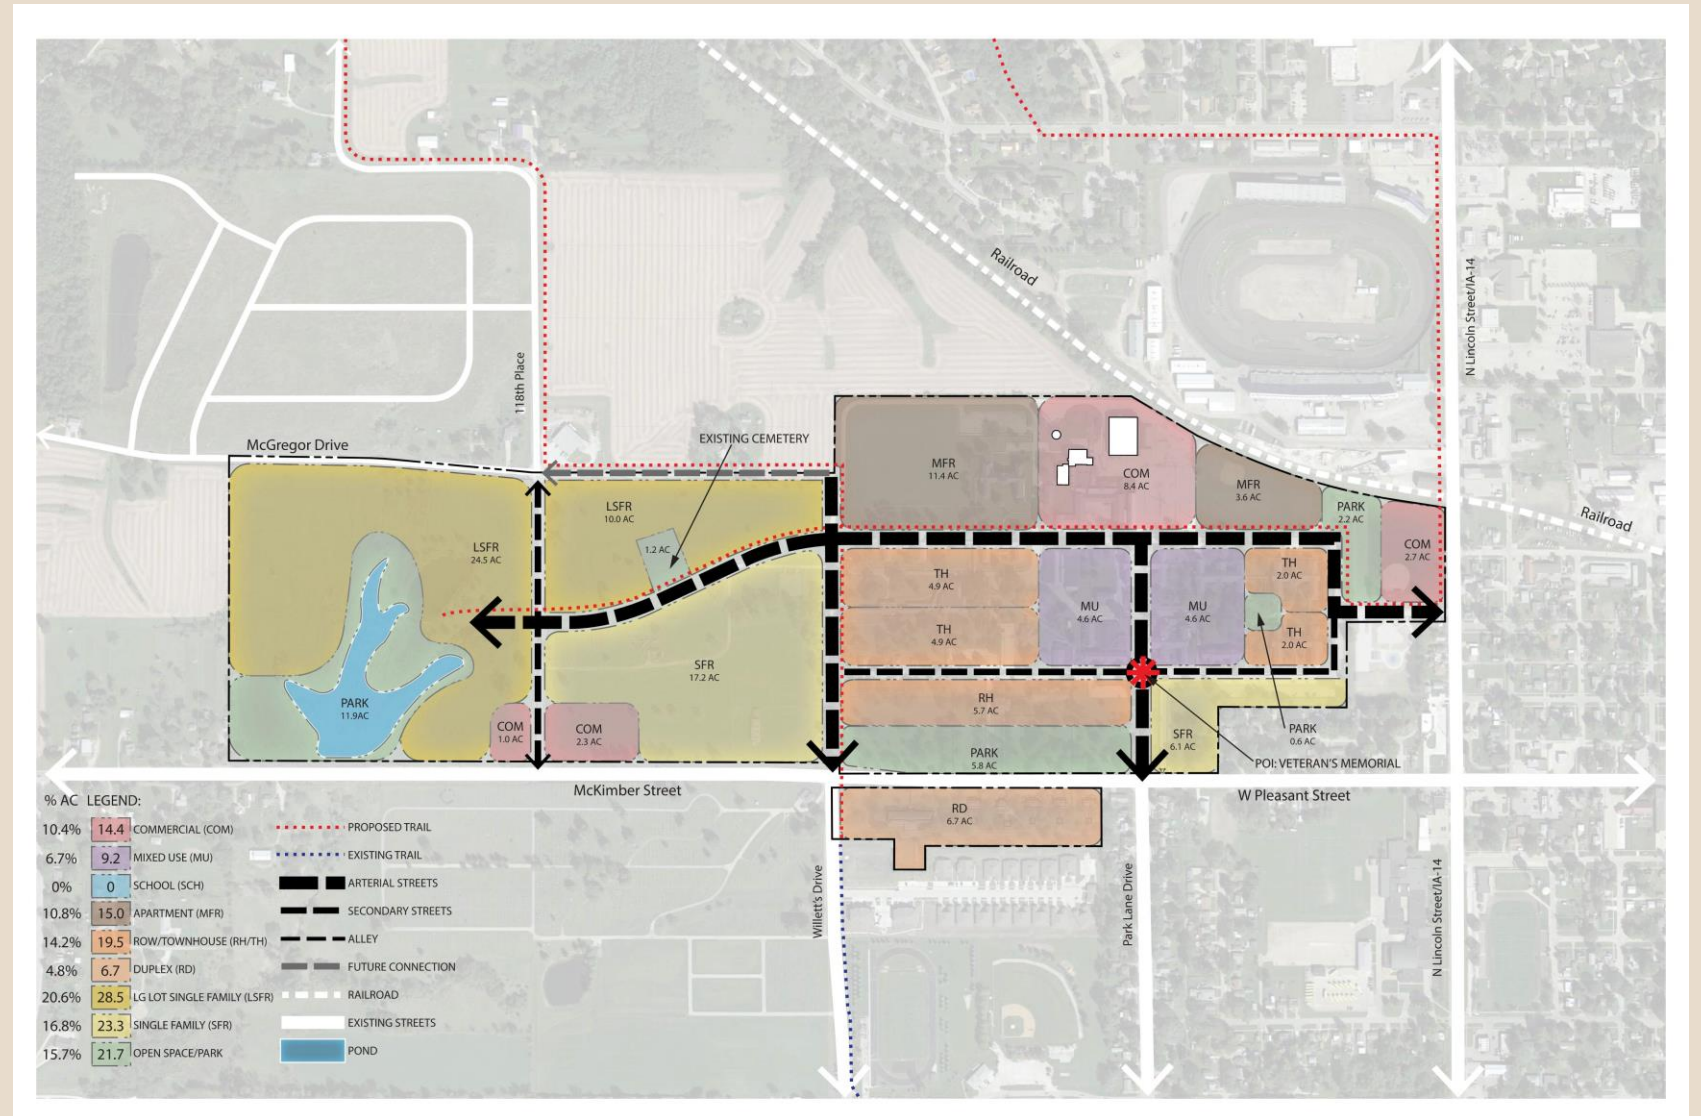 Railroad
N Lincoln Street/IA-14
118th Place
McGregor Drive
EXISTING CEMETERY
MFR
11.4 AC
COM
8.4 AC
MFR
3.6 AC
PARK
2.2 AC
Railroad
LSFR
10.0 AC
LSFR
24.5 AC
1.2 AC
COM
2.7 AC
TH
4.9 AC
TH
2.0 AC
MU
4.6 AC
MU
4.6 AC
TH
4.9 AC
TH
2.0 AC
SFR
17.2 AC
PARK
11.9AC
RH
5.7 AC
COM
1.0 AC
COM
2.3 AC
PARK
5.8 AC
SFR
6.1 AC
PARK
0.6 AC
POI: VETERAN'S MEMORIAL
McKimber Street
W Pleasant Street
RD
6.7 AC
Willett's Drive
Park Lane Drive
N Lincoln Street/IA-14
% AC LEGEND:
10.4% 14.4 COMMERCIAL (COM)
6.7% 9.2 MIXED USE (MU)
0% 0 SCHOOL (SCH)
10.8% 15.0 APARTMENT (MFR)
14.2% 19.5 ROW/TOWNHOUSE (RH/TH)
4.8% 6.7 DUPLEX (RD)
20.6% 28.5 LG LOT SINGLE FAMILY (LSFR)
16.8% 23.3 SINGLE FAMILY (SFR)
15.7% 21.7 OPEN SPACE/PARK
PROPOSED TRAIL
EXISTING TRAIL
ARTERIAL STREETS
SECONDARY STREETS
ALLEY
FUTURE CONNECTION
RAILROAD
EXISTING STREETS
POND